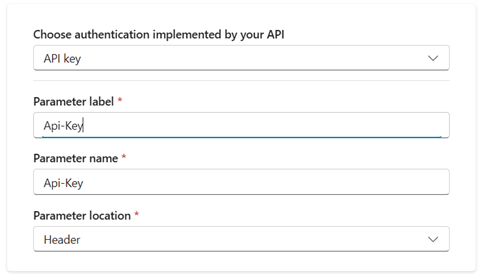 Choose authentication implemented by your API
API key
Parameter label *
Api-Key
Parameter name *
Api-Key
Parameter location *
Header